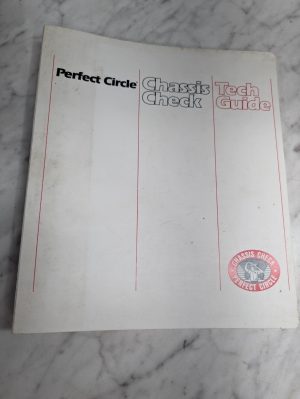 Perfect Circle
Chassis
Check
Tech
Guide
CHASSIS CHECK
PERFECT CIRCLE